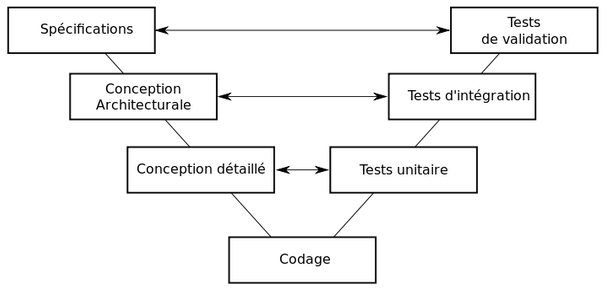 Spécifications
Tests
de validation
Conception
Architecturale
Tests d'intégration
Conception détaillé
Tests unitaire
Codage